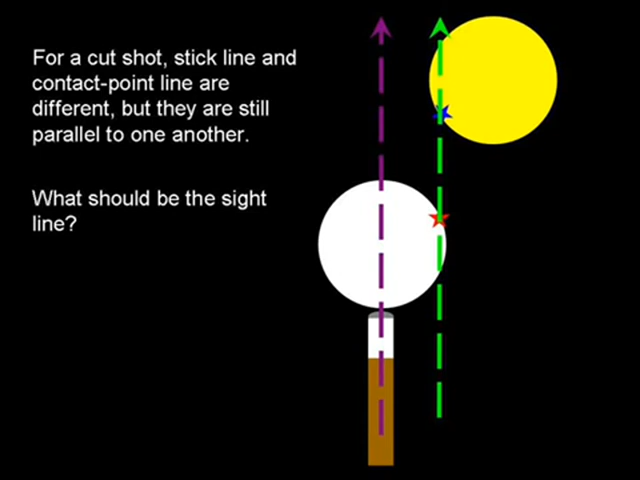 For a cut shot, stick line and
contact-point line are
different, but they are still
parallel to one another.
What should be the sight
line?